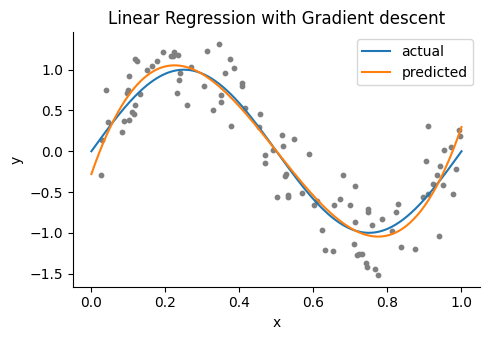 Linear Regression with Gradient descent
actual
predicted
y
1.0
0.5
0.0
−0.5
−1.0
−1.5
0.0 0.2 0.4 0.6 0.8 1.0
x